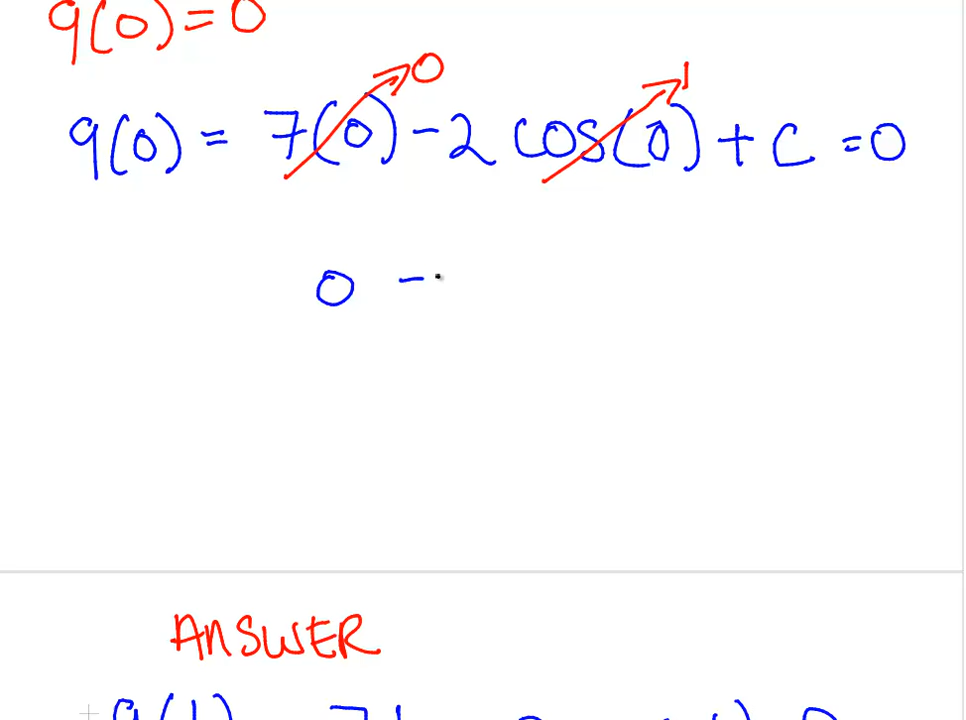 q(0)=0
0 1
q(0) = 7(0) - 2 cos(0) + C = 0
0 -
ANSWER